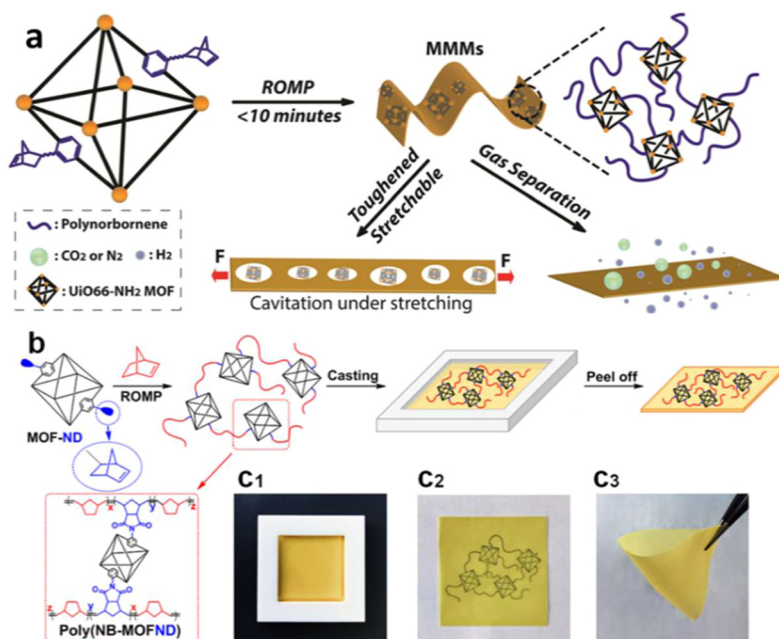 a
ROMP
<10 minutes
MMMs
Toughened
Stretchable
Gas Separation
: Polynorbornene
: CO2 or N2
: H2
: UiO66-NH2 MOF
F
F
Cavitation under stretching
b
ROMP
MOF-ND
Casting
Peel off
z
x
y
z
O
N
O
O
N
O
z
y
x
z
Poly(NB-MOFND)
C1
C2
C3